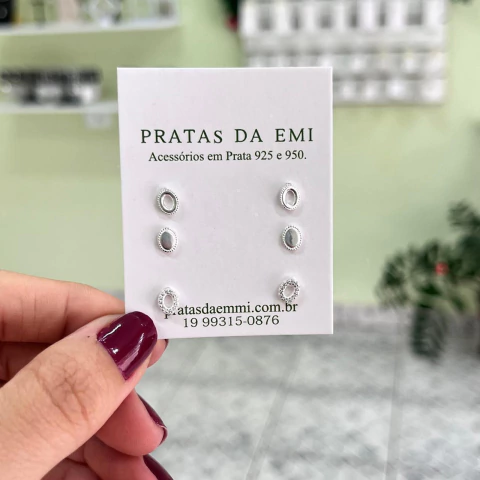 PRATAS DA EMI
Acessórios em Prata 925 e 950.
pratasdaemmi.com.br
19 99315-0876